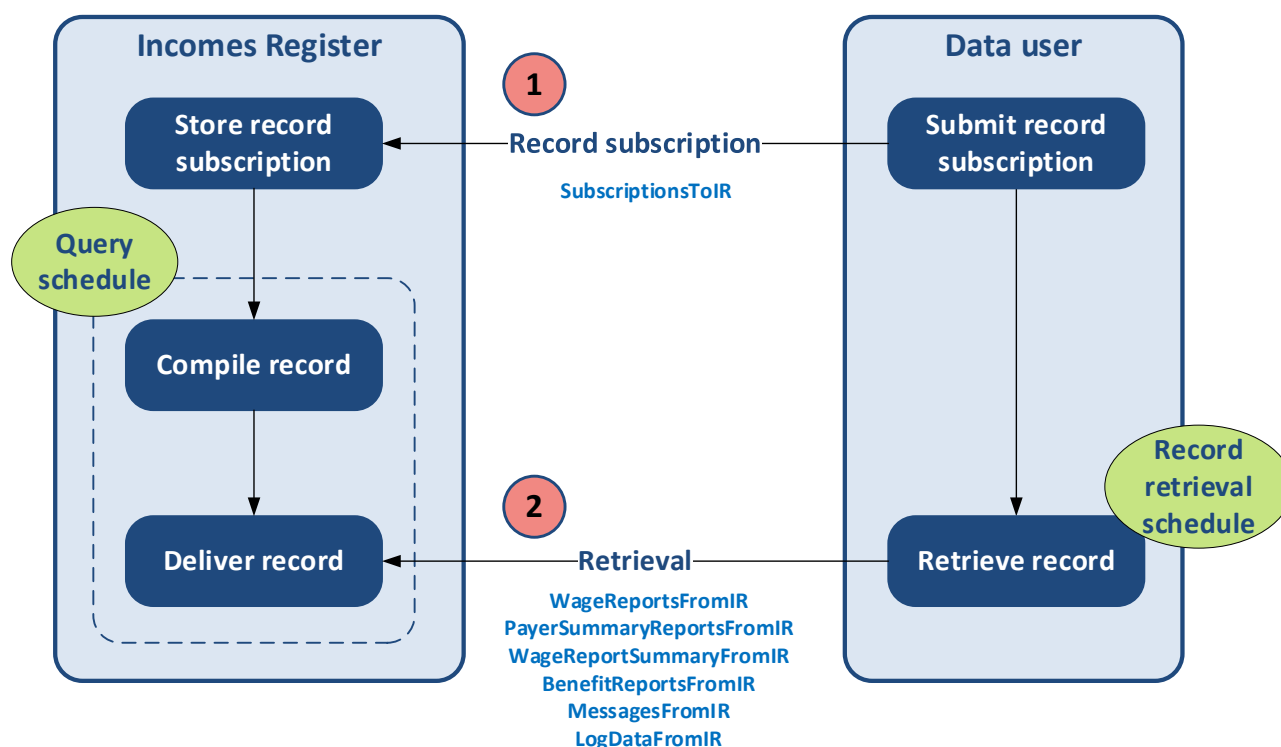 Incomes Register
Data user
1
Store record
subscription
Record subscription
Submit record
subscription
SubscriptionsToIR
Query
schedule
Compile record
Record
retrieval
schedule
2
Deliver record
Retrieval
Retrieve record
WageReportsFromIR
PayerSummaryReportsFromIR
WageReportSummaryFromIR
BenefitReportsFromIR
MessagesFromIR
LogDataFromIR